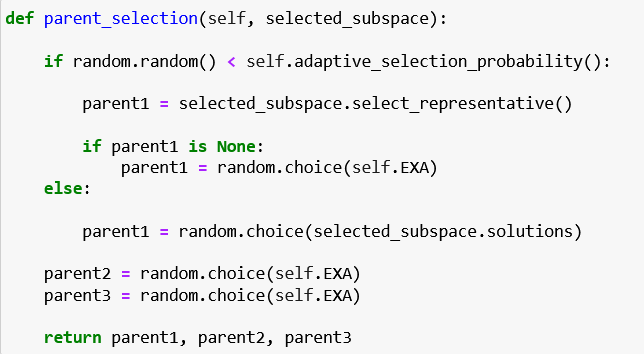 def parent_selection(self, selected_subspace):
if random.random() < self.adaptive_selection_probability():
parent1 = selected_subspace.select_representative()
if parent1 is None:
parent1 = random.choice(self.EXA)
else:
parent1 = random.choice(selected_subspace.solutions)
parent2 = random.choice(self.EXA)
parent3 = random.choice(self.EXA)
return parent1, parent2, parent3